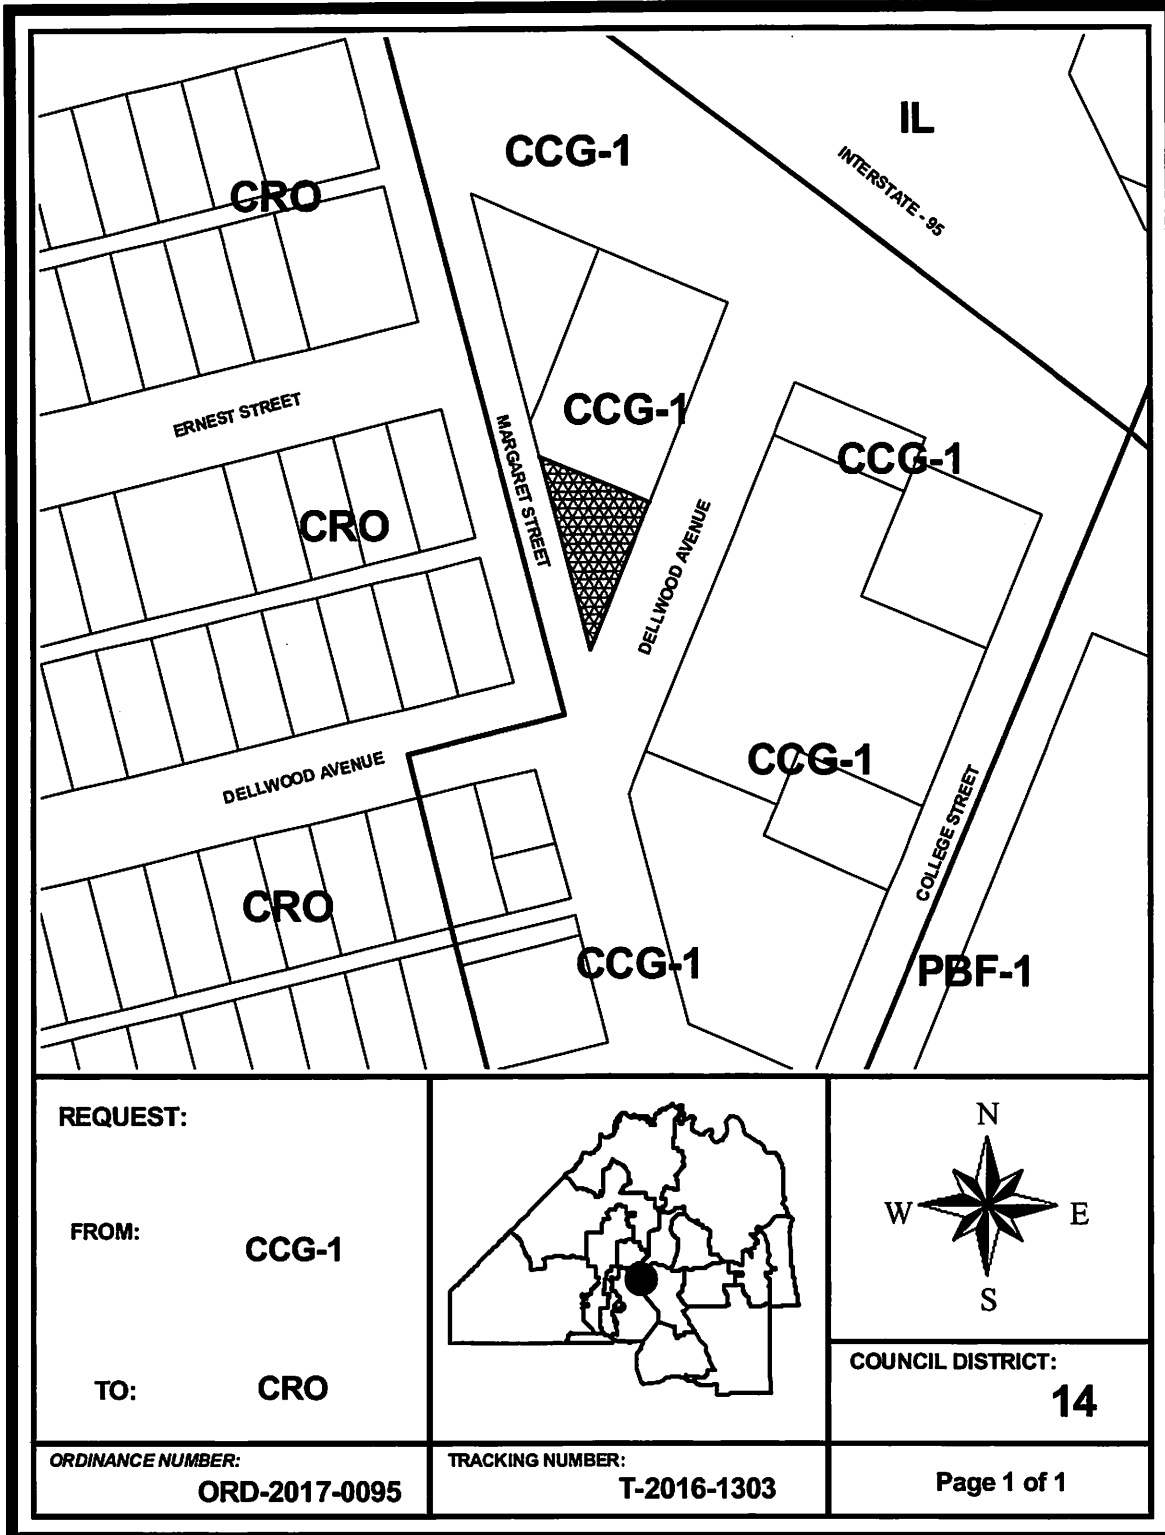 IL
CCG-1
INTERSTATE - 95
CRO
ERNEST STREET
CCG-1
MARGARET STREET
CCG-1
CRO
DELLWOOD AVENUE
CCG-1
DELLWOOD AVENUE
COLLEGE STREET
CRO
CCG-1
PBF-1
REQUEST:
FROM:
CCG-1
TO:
CRO
N
W
E
S
COUNCIL DISTRICT:
14
ORDINANCE NUMBER:
ORD-2017-0095
TRACKING NUMBER:
T-2016-1303
Page 1 of 1